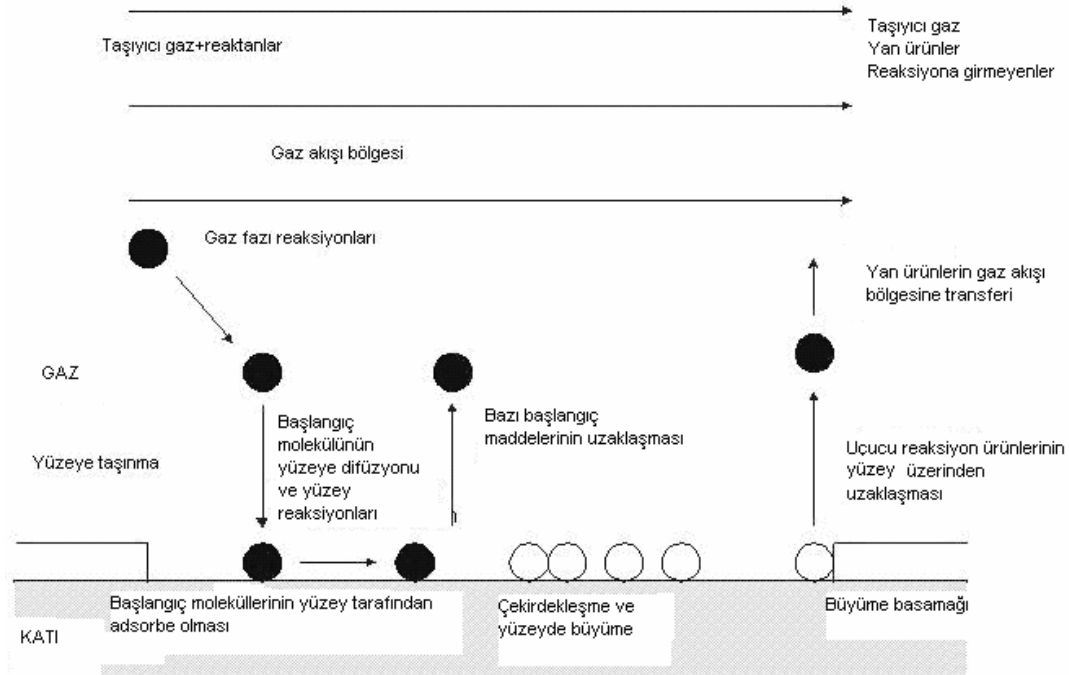 Taşıyıcı gaz+reaktanlar
Taşıyıcı gaz
Yan ürünler
Reaksiyona girmeyenler
Gaz akışı bölgesi
Gaz fazı reaksiyonları
Yan ürünlerin gaz akışı
bölgesine transferi
GAZ
Başlangıç
molekülünün
yüzeye difüzyonu
ve yüzey
reaksiyonları
Bazı başlangıç
maddelerinin uzaklaşması
Uçucu reaksiyon ürünlerinin
yüzey üzerinden
uzaklaşması
Yüzeye taşınma
Başlangıç moleküllerinin yüzey tarafından
adsorbe olması
Çekirdekleşme ve
yüzeyde büyüme
Büyüme basamağı
KATI